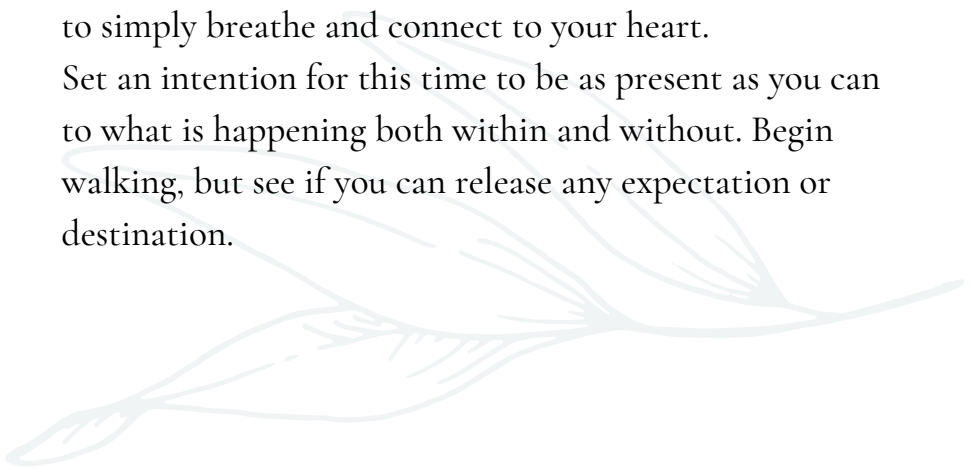 to simply breathe and connect to your heart.
Set an intention for this time to be as present as you can
to what is happening both within and without. Begin
walking, but see if you can release any expectation or
destination.